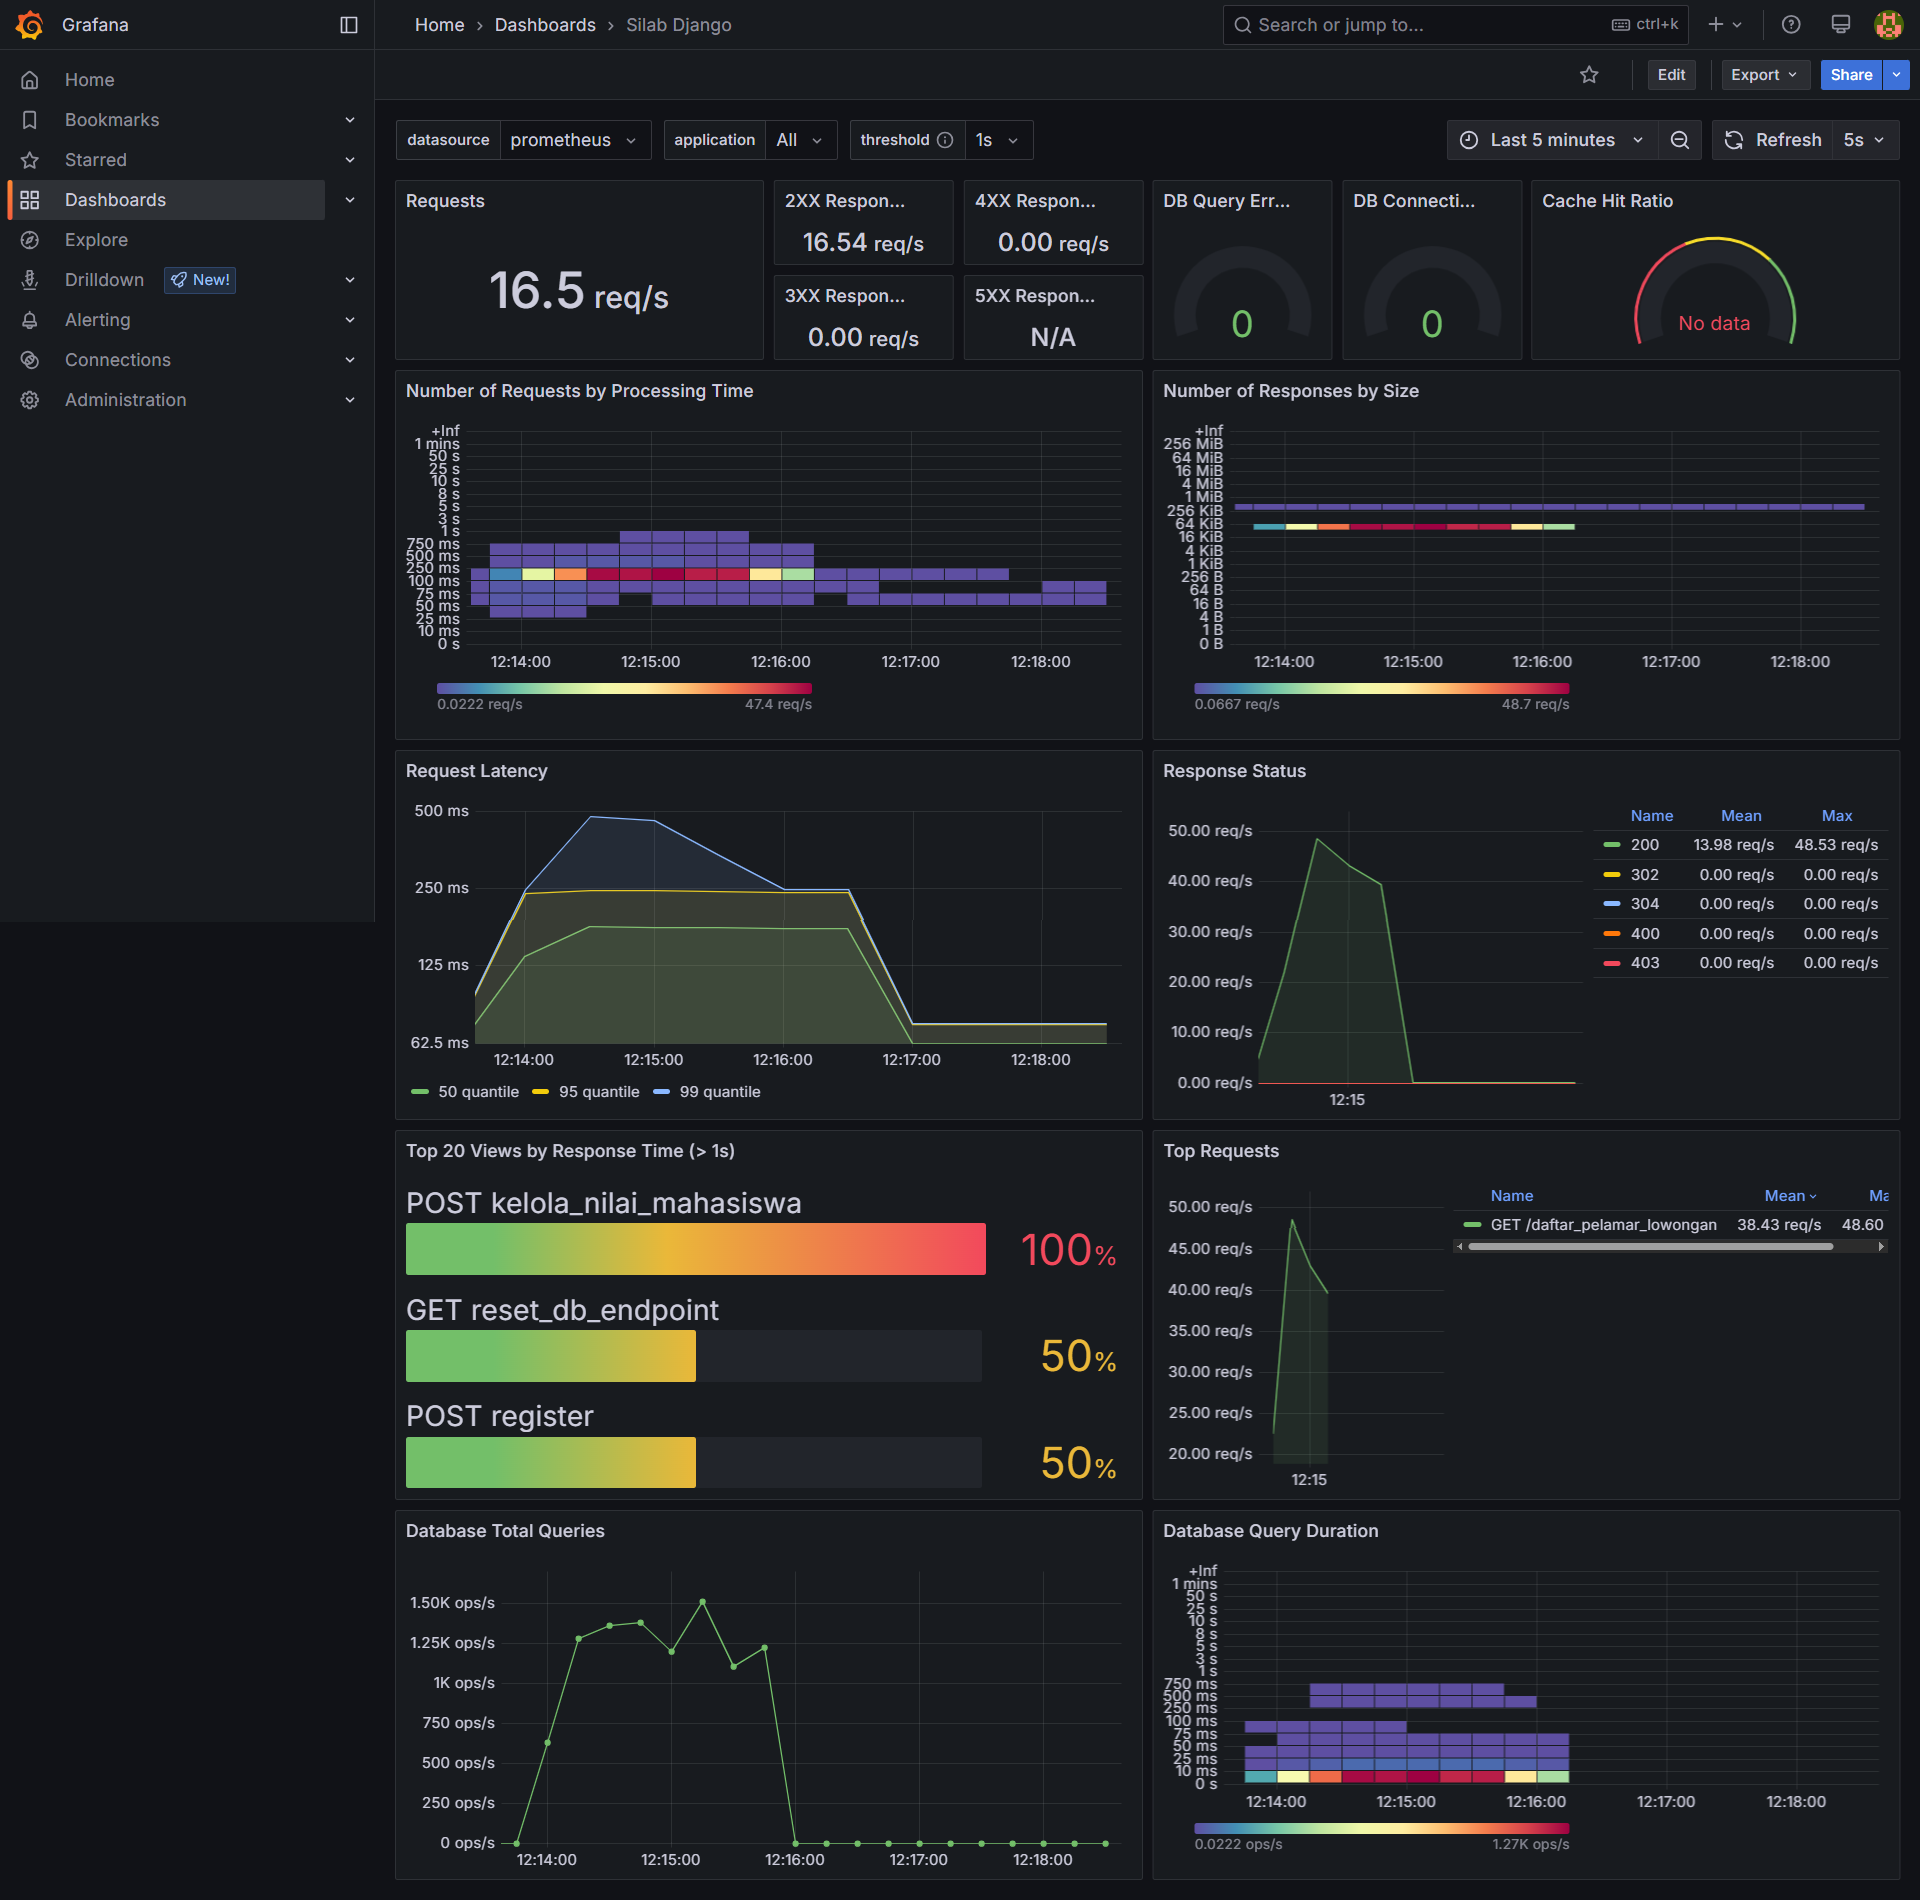 Grafana
Home › Dashboards › Silab Django
Search or jump to...
ctrl+k
Home
Bookmarks
Starred
Dashboards
Explore
Drilldown New!
Alerting
Connections
Administration
Edit
Export
Share
datasource prometheus
application All
threshold 1s
Last 5 minutes
Refresh 5s
Requests
16.5 req/s
2XX Respon...
16.54 req/s
4XX Respon...
0.00 req/s
3XX Respon...
0.00 req/s
5XX Respon...
N/A
DB Query Err...
0
DB Connecti...
0
Cache Hit Ratio
No data
Number of Requests by Processing Time
+Inf
1 mins
50 s
25 s
10 s
8 s
5 s
3 s
1 s
750 ms
500 ms
250 ms
100 ms
75 ms
50 ms
25 ms
10 ms
0 s
12:14:00 12:15:00 12:16:00 12:17:00 12:18:00
0.0222 req/s 47.4 req/s
Number of Responses by Size
+Inf
256 MiB
64 MiB
16 MiB
4 MiB
1 MiB
256 KiB
64 KiB
16 KiB
4 KiB
1 KiB
256 B
64 B
16 B
4 B
1 B
0 B
12:14:00 12:15:00 12:16:00 12:17:00 12:18:00
0.0667 req/s 48.7 req/s
Request Latency
500 ms
250 ms
125 ms
62.5 ms
12:14:00 12:15:00 12:16:00 12:17:00 12:18:00
50 quantile 95 quantile 99 quantile
Response Status
50.00 req/s
40.00 req/s
30.00 req/s
20.00 req/s
10.00 req/s
0.00 req/s
12:15
Name Mean Max
200 13.98 req/s 48.53 req/s
302 0.00 req/s 0.00 req/s
304 0.00 req/s 0.00 req/s
400 0.00 req/s 0.00 req/s
403 0.00 req/s 0.00 req/s
Top 20 Views by Response Time (> 1s)
POST kelola_nilai_mahasiswa
100%
GET reset_db_endpoint
50%
POST register
50%
Top Requests
50.00 req/s
45.00 req/s
40.00 req/s
35.00 req/s
30.00 req/s
25.00 req/s
20.00 req/s
12:15
Name Mean Ma
GET /daftar_pelamar_lowongan 38.43 req/s 48.60
Database Total Queries
1.50K ops/s
1.25K ops/s
1K ops/s
750 ops/s
500 ops/s
250 ops/s
0 ops/s
12:14:00 12:15:00 12:16:00 12:17:00 12:18:00
Database Query Duration
+Inf
1 mins
50 s
25 s
10 s
8 s
5 s
3 s
1 s
750 ms
500 ms
250 ms
100 ms
75 ms
50 ms
25 ms
10 ms
0 s
12:14:00 12:15:00 12:16:00 12:17:00 12:18:00
0.0222 ops/s 1.27K ops/s